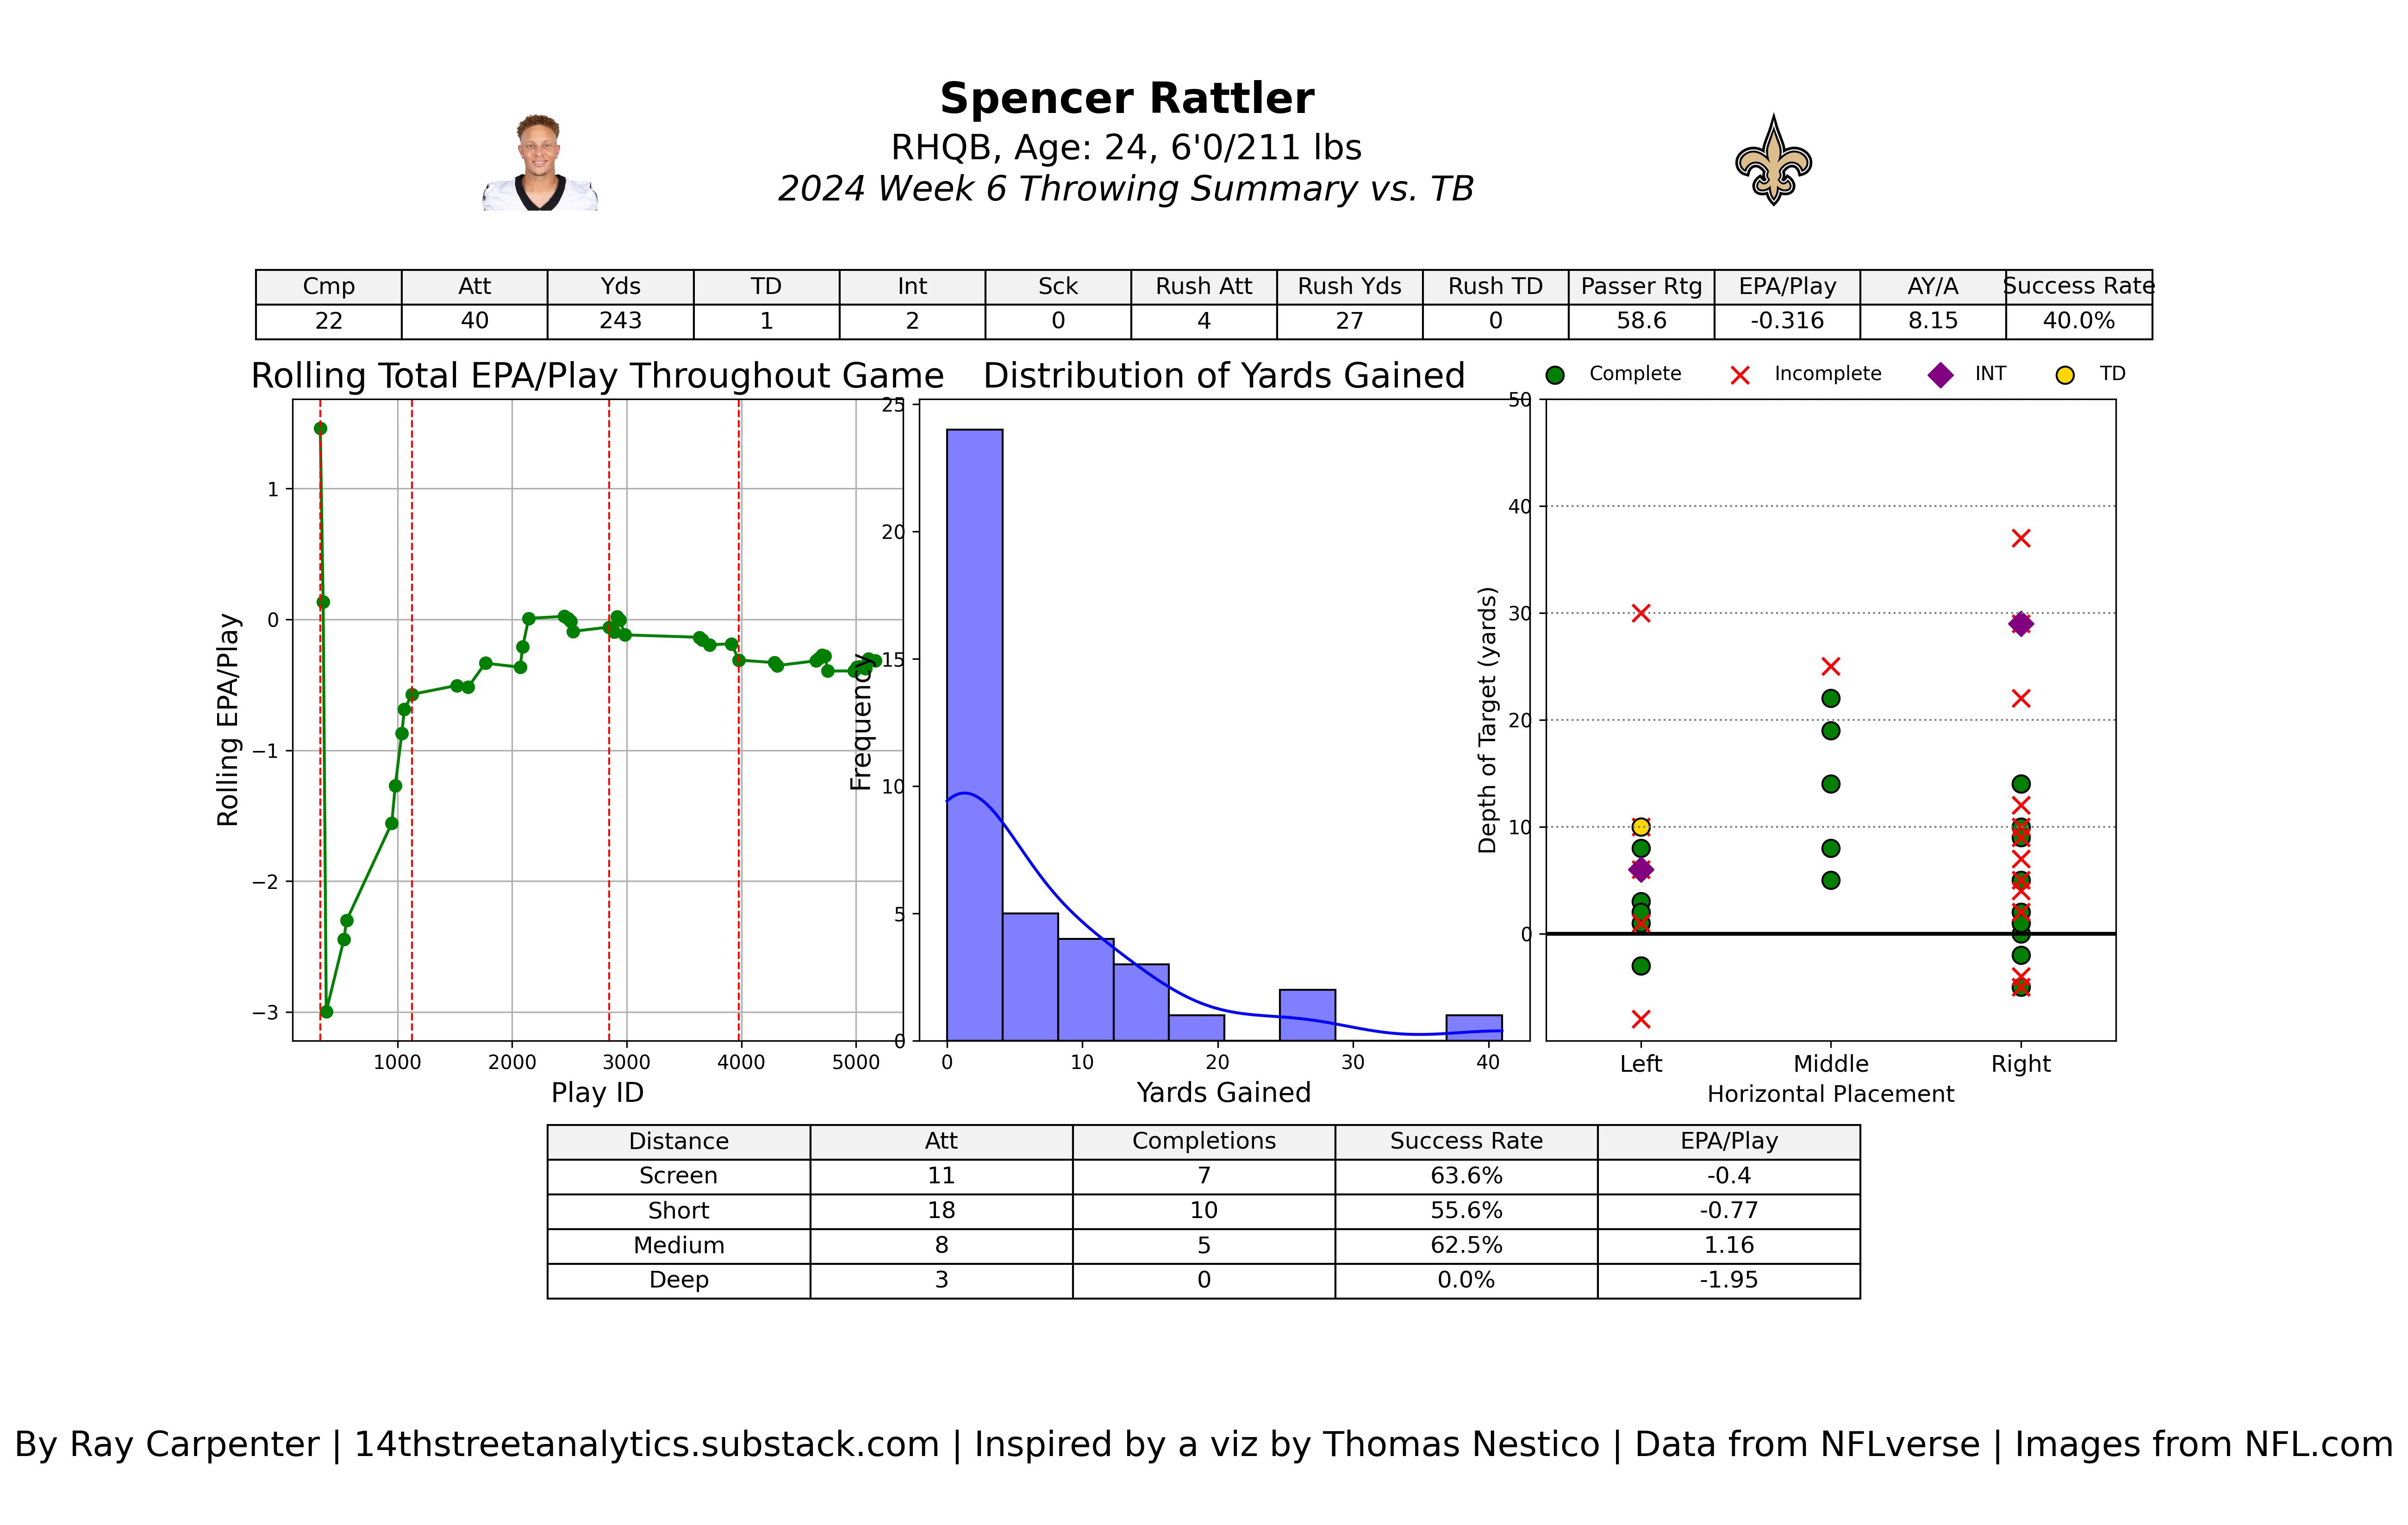 Spencer Rattler
RHQB, Age: 24, 6'0/211 lbs
2024 Week 6 Throwing Summary vs. TB
Cmp Att Yds TD Int Sck Rush Att Rush Yds Rush TD Passer Rtg EPA/Play AY/A Success Rate
22 40 243 1 2 0 4 27 0 58.6 -0.316 8.15 40.0%
Rolling Total EPA/Play Throughout Game
1
0
−1
−2
−3
Rolling EPA/Play
1000 2000 3000 4000 5000
Play ID
Distribution of Yards Gained
25
20
15
10
5
0
Frequency
0 10 20 30 40
Yards Gained
Complete Incomplete INT TD
50
40
30
20
10
0
Depth of Target (yards)
Left Middle Right
Horizontal Placement
Distance Att Completions Success Rate EPA/Play
Screen 11 7 63.6% -0.4
Short 18 10 55.6% -0.77
Medium 8 5 62.5% 1.16
Deep 3 0 0.0% -1.95
By Ray Carpenter | 14thstreetanalytics.substack.com | Inspired by a viz by Thomas Nestico | Data from NFLverse | Images from NFL.com